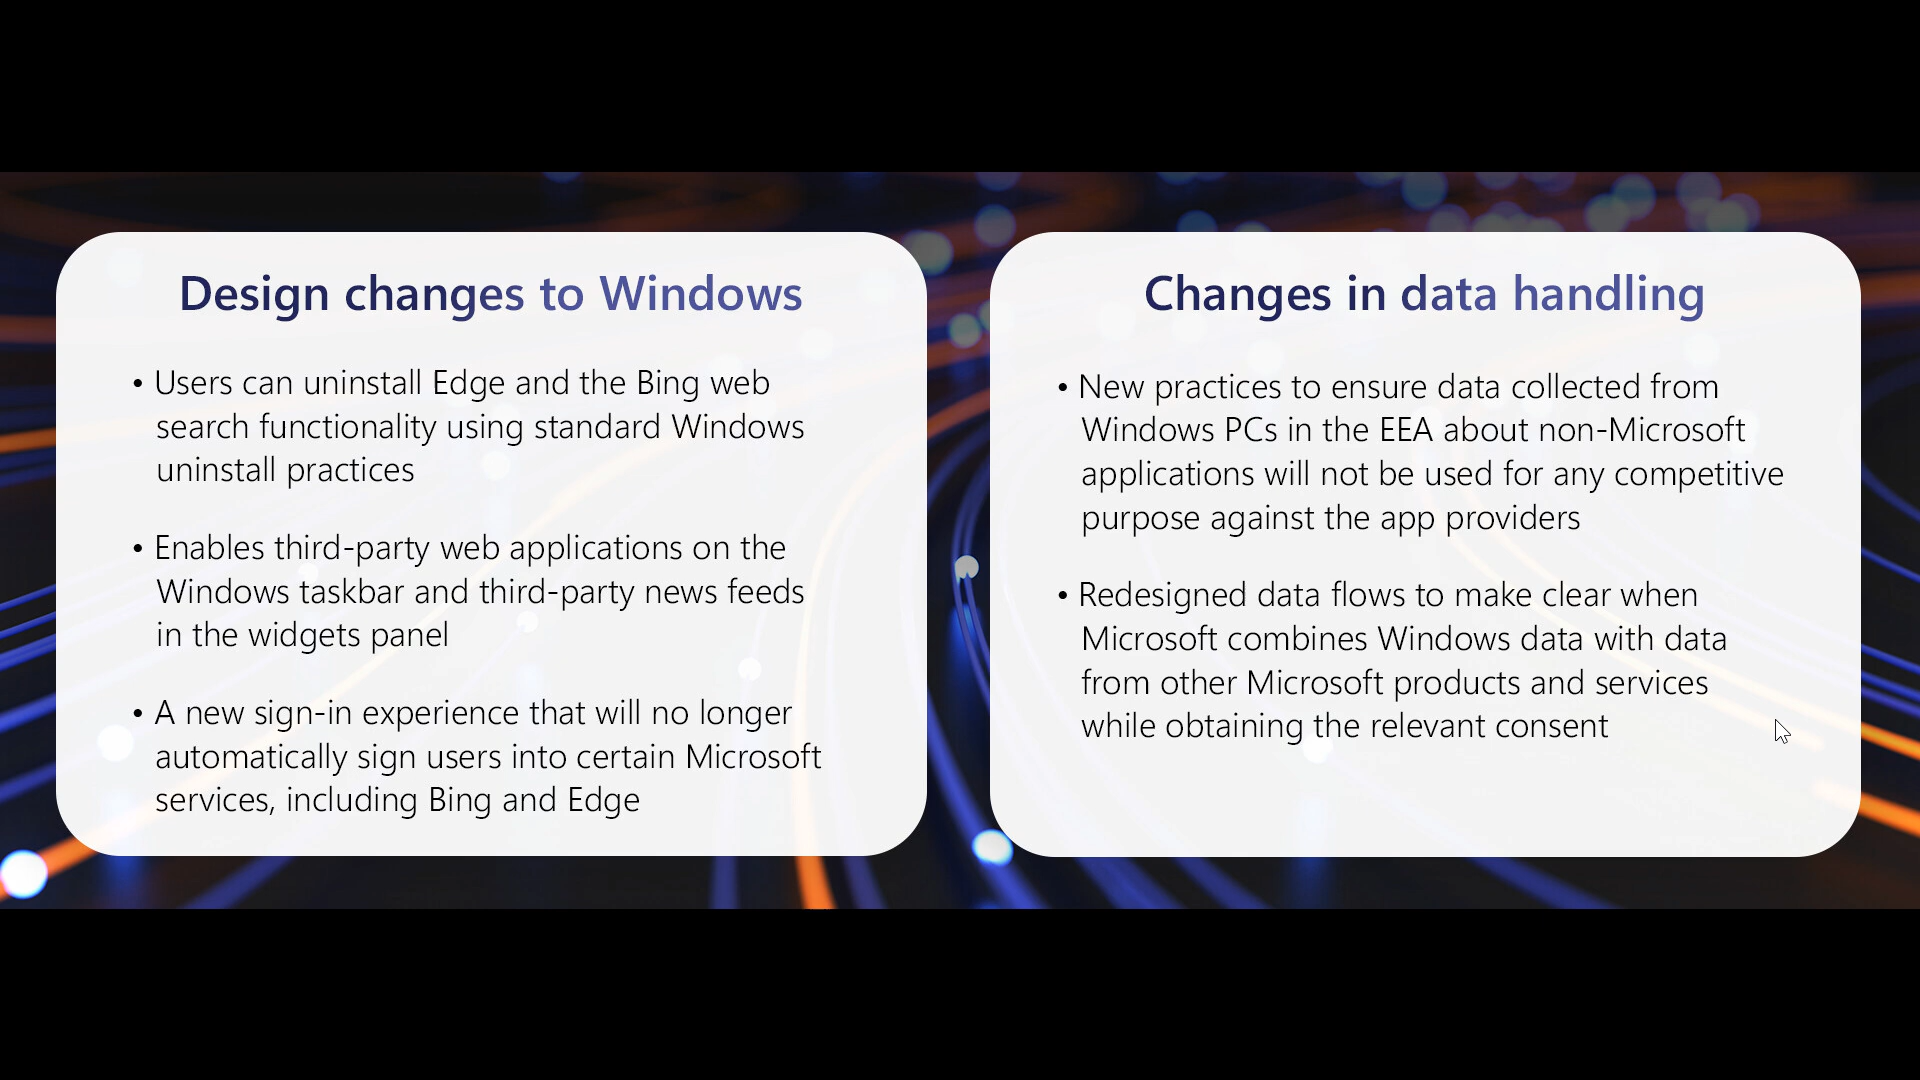 Design changes to Windows
• Users can uninstall Edge and the Bing web
search functionality using standard Windows
uninstall practices
• Enables third-party web applications on the
Windows taskbar and third-party news feeds
in the widgets panel
• A new sign-in experience that will no longer
automatically sign users into certain Microsoft
services, including Bing and Edge
Changes in data handling
• New practices to ensure data collected from
Windows PCs in the EEA about non-Microsoft
applications will not be used for any competitive
purpose against the app providers
• Redesigned data flows to make clear when
Microsoft combines Windows data with data
from other Microsoft products and services
while obtaining the relevant consent